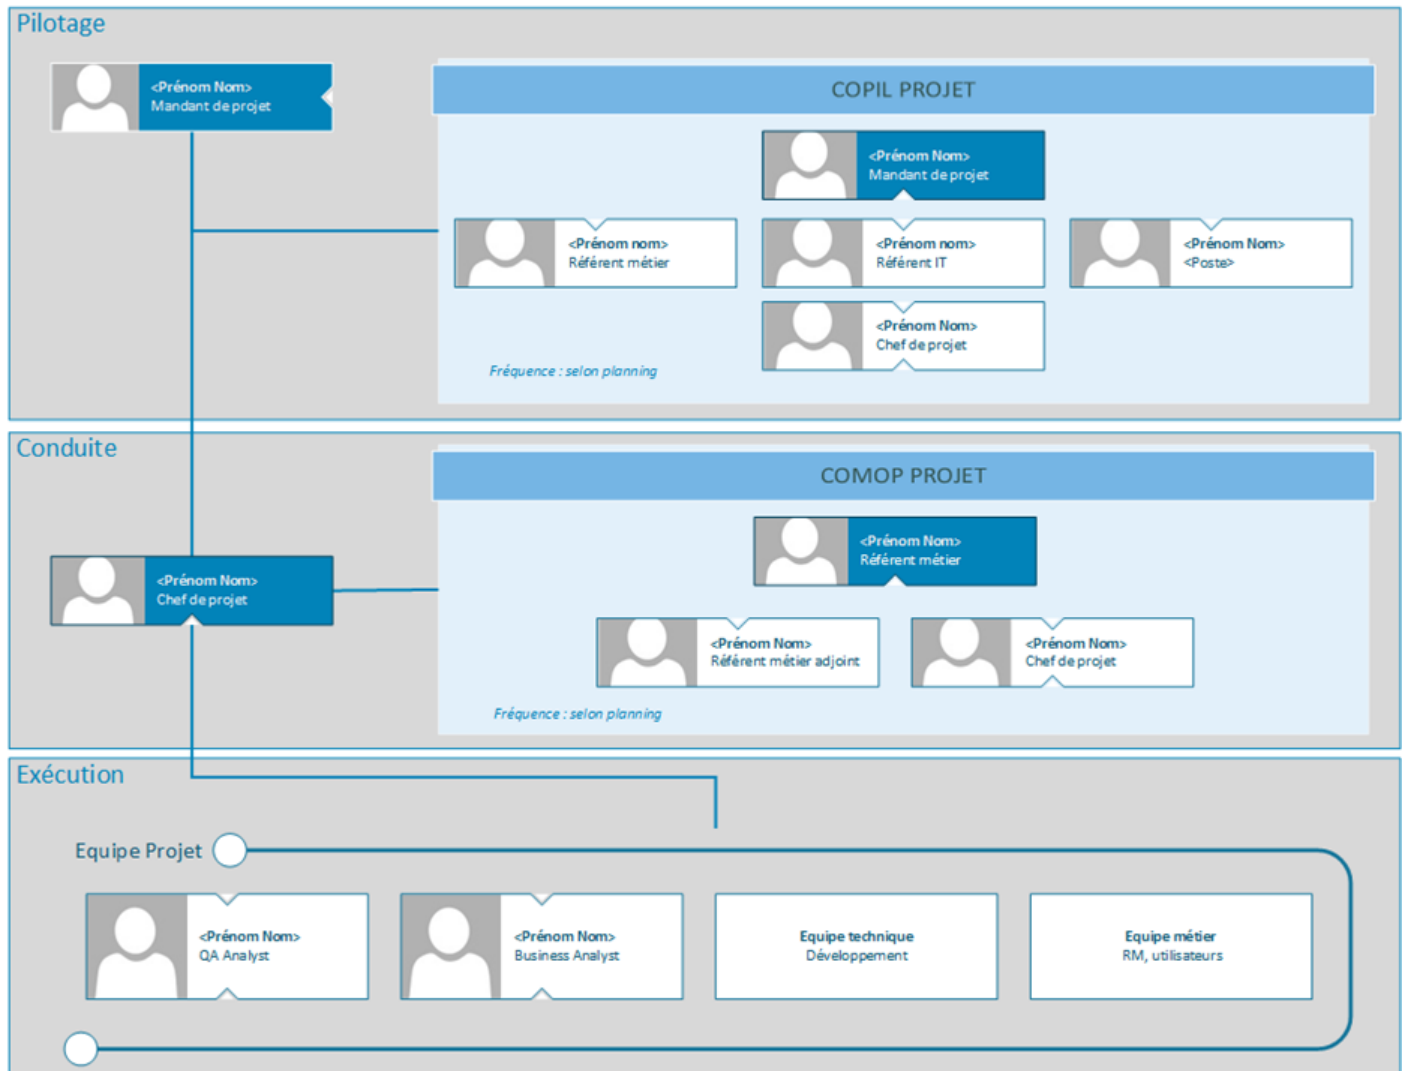 Pilotage
<Prénom Nom>
Mandant de projet
COPIL PROJET
<Prénom Nom>
Mandant de projet
<Prénom nom>
Référent métier
<Prénom nom>
Référent IT
<Prénom Nom>
<Poste>
<Prénom Nom>
Chef de projet
Fréquence : selon planning
Conduite
COMOP PROJET
<Prénom Nom>
Référent métier
<Prénom Nom>
Chef de projet
<Prénom Nom>
Référent métier adjoint
<Prénom Nom>
Chef de projet
Fréquence : selon planning
Exécution
Equipe Projet
<Prénom Nom>
QA Analyst
<Prénom Nom>
Business Analyst
Equipe technique
Développement
Equipe métier
RM, utilisateurs